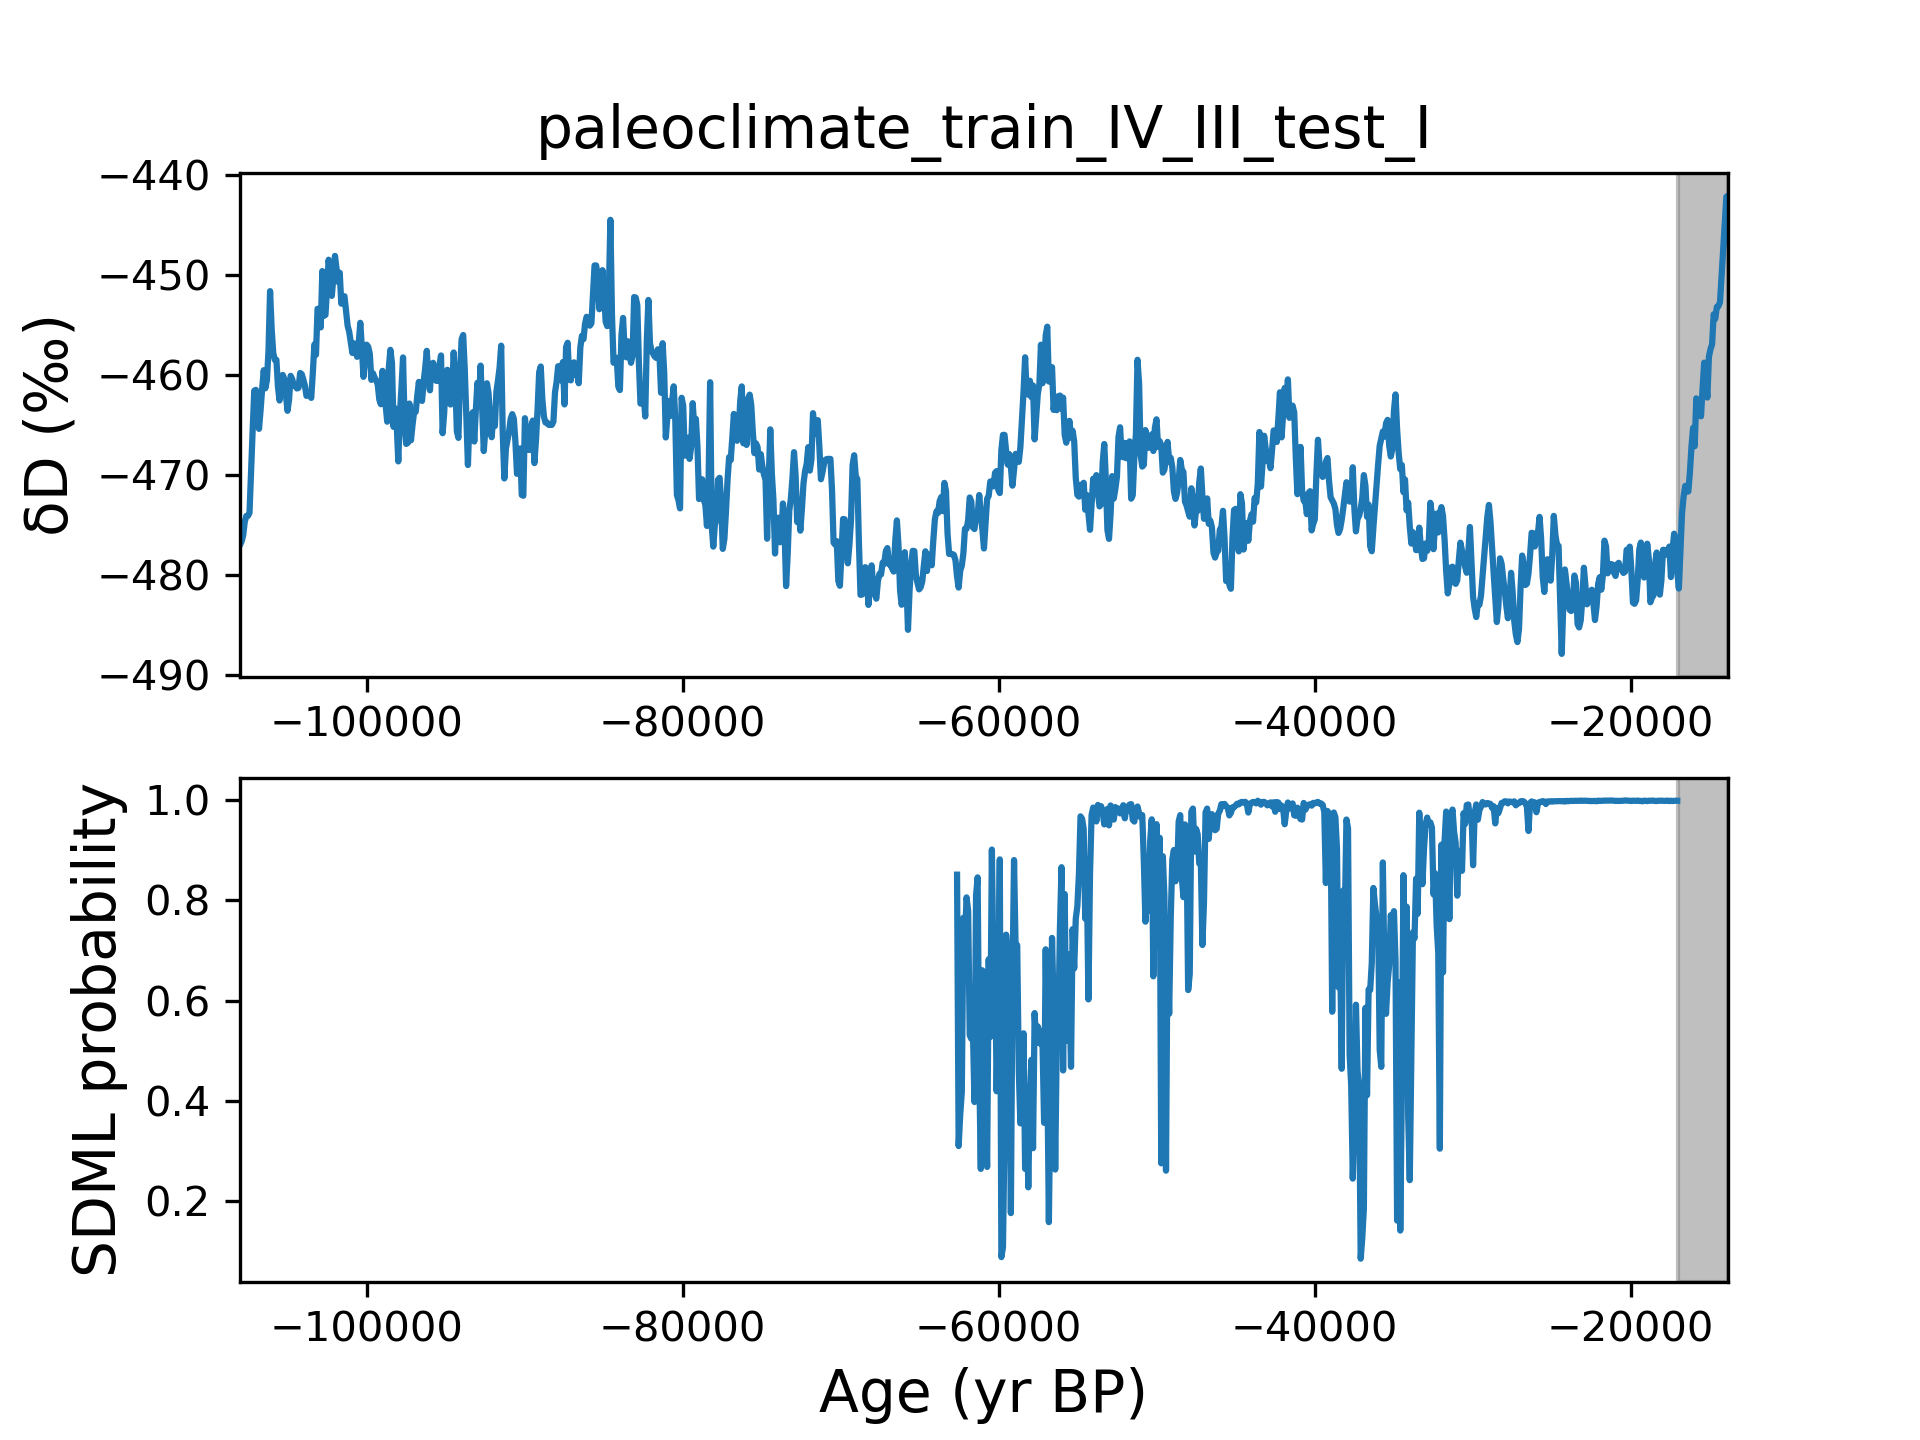 paleoclimate_train_IV_III_test_I
−440
−450
−460
−470
−480
−490
δD (‰)
−100000 −80000 −60000 −40000 −20000
1.0
0.8
0.6
0.4
0.2
SDML probability
−100000 −80000 −60000 −40000 −20000
Age (yr BP)